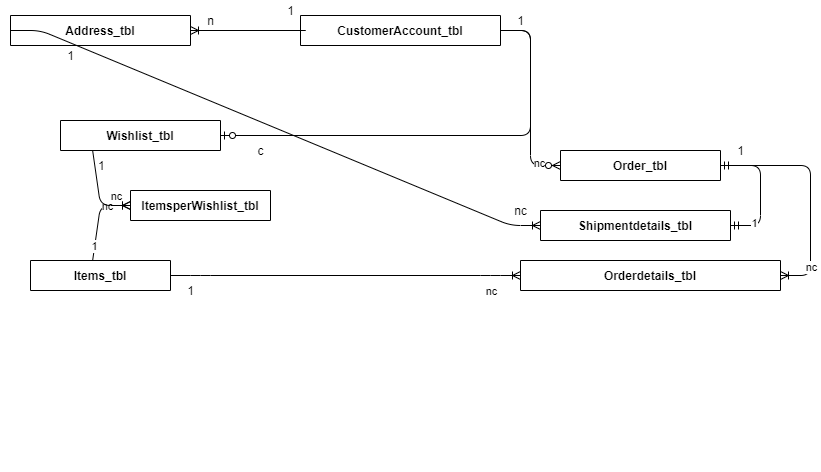 1
n
1
Address_tbl
CustomerAccount_tbl
1
Wishlist_tbl
c
nc
1
Order_tbl
1
nc
nc
ItemsperWishlist_tbl
nc
Shipmentdetails_tbl
1
1
Items_tbl
Orderdetails_tbl
nc
1
nc